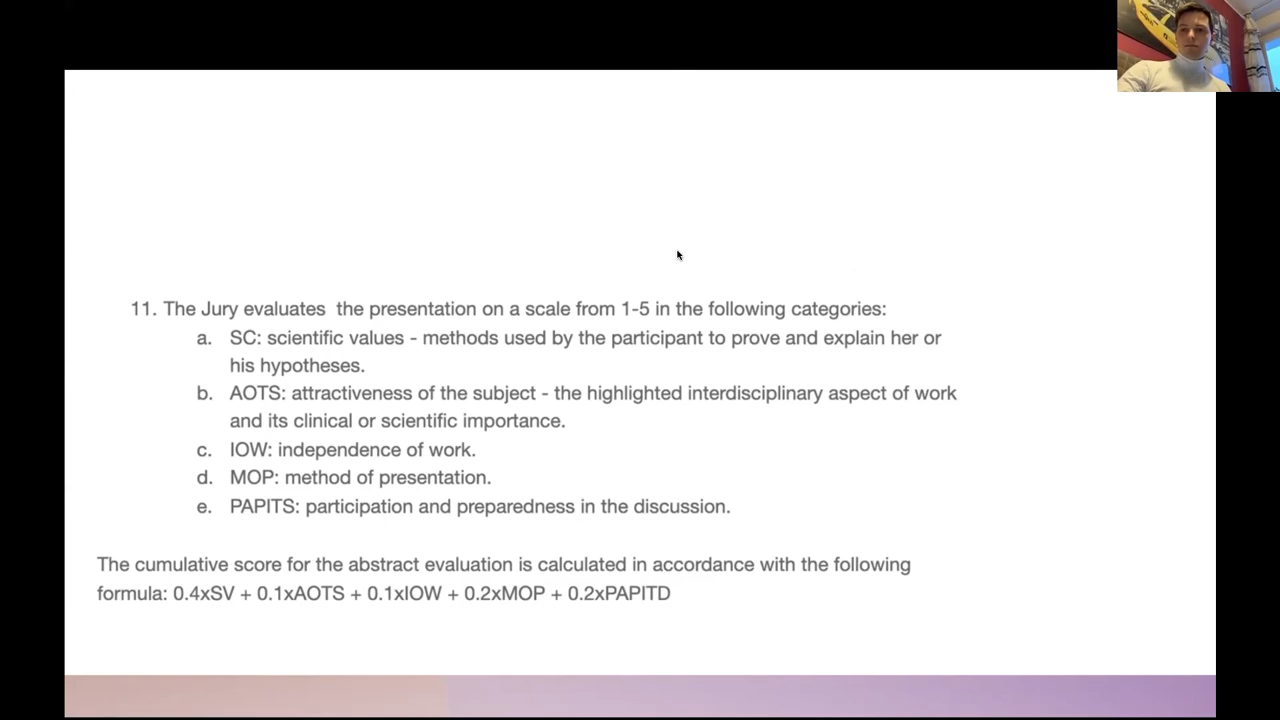 11. The Jury evaluates  the presentation on a scale from 1-5 in the following categories:
a. SC: scientific values - methods used by the participant to prove and explain her or
his hypotheses.
b. AOTS: attractiveness of the subject - the highlighted interdisciplinary aspect of work
and its clinical or scientific importance.
c. IOW: independence of work.
d. MOP: method of presentation.
e. PAPITS: participation and preparedness in the discussion.
The cumulative score for the abstract evaluation is calculated in accordance with the following
formula: 0.4xSV + 0.1xAOTS + 0.1xIOW + 0.2xMOP + 0.2xPAPITD